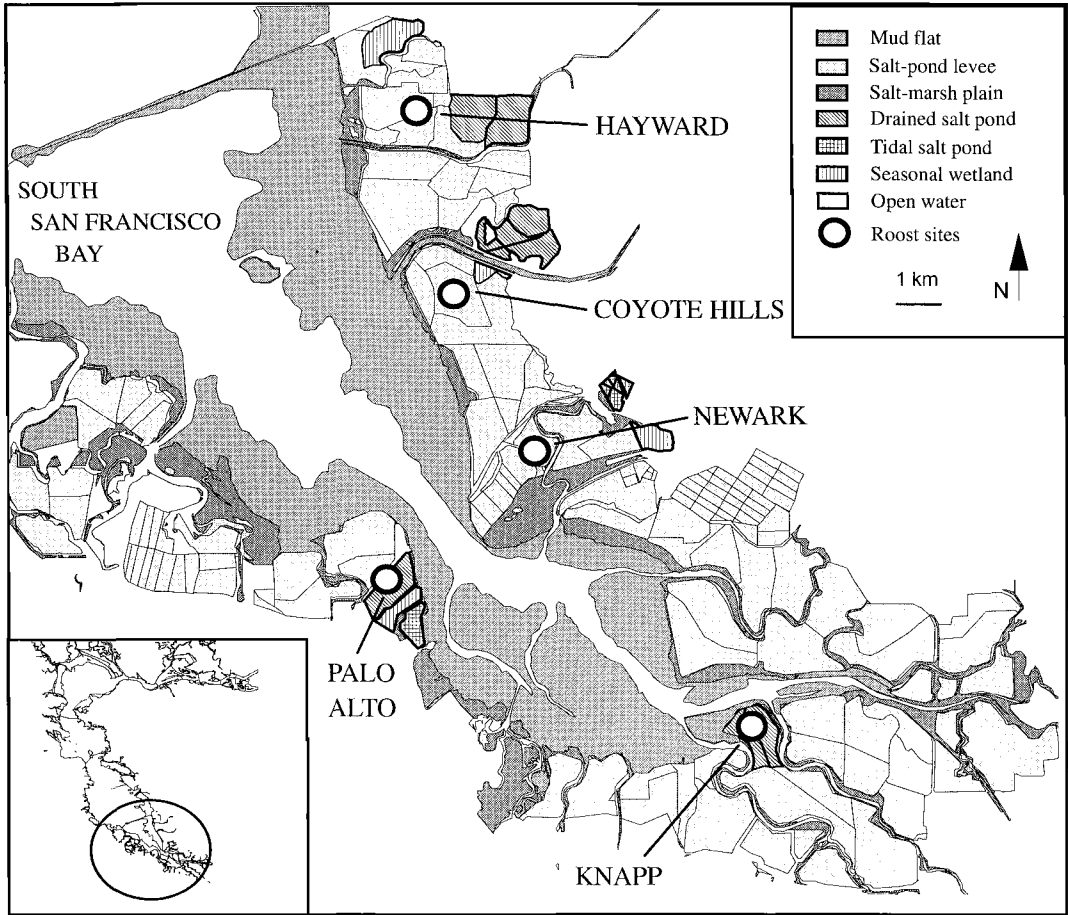 Mud flat
Salt-pond levee
Salt-marsh plain
Drained salt pond
Tidal salt pond
Seasonal wetland
Open water
Roost sites
1 km
N
HAYWARD
SOUTH
SAN FRANCISCO
BAY
COYOTE HILLS
NEWARK
PALO
ALTO
KNAPP